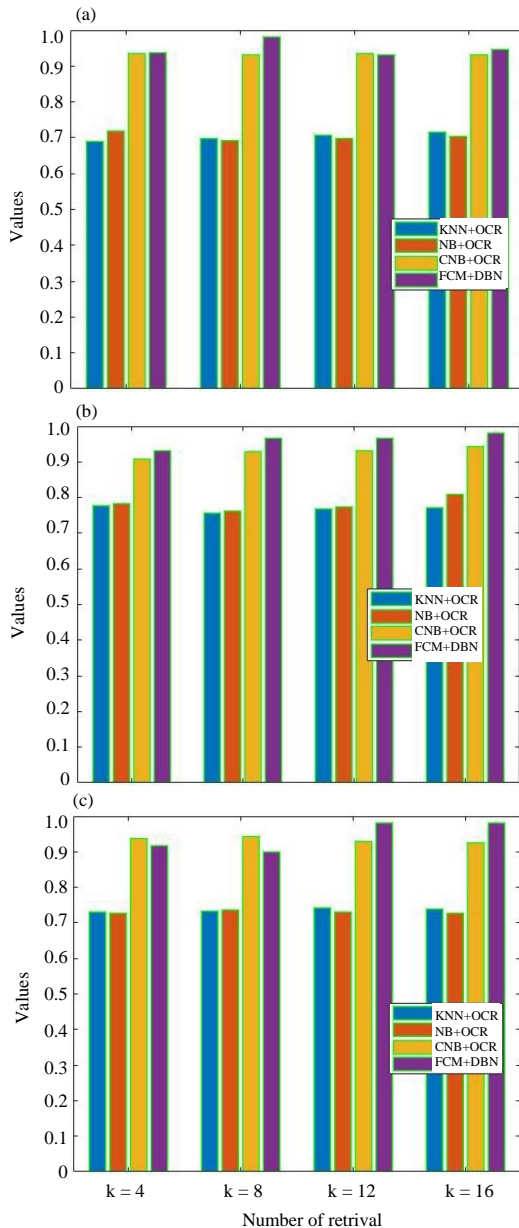 (a)
1.0
0.9
0.8
0.7
0.6
0.5
0.4
0.3
0.2
0.1
0
Values
KNN+OCR
NB+OCR
CNB+OCR
FCM+DBN
(b)
1.0
0.9
0.8
0.7
0.6
0.5
0.4
0.3
0.2
0.1
0
Values
KNN+OCR
NB+OCR
CNB+OCR
FCM+DBN
(c)
1.0
0.9
0.8
0.7
0.6
0.5
0.4
0.3
0.2
0.1
0
Values
KNN+OCR
NB+OCR
CNB+OCR
FCM+DBN
k = 4 k = 8 k = 12 k = 16
Number of retrival